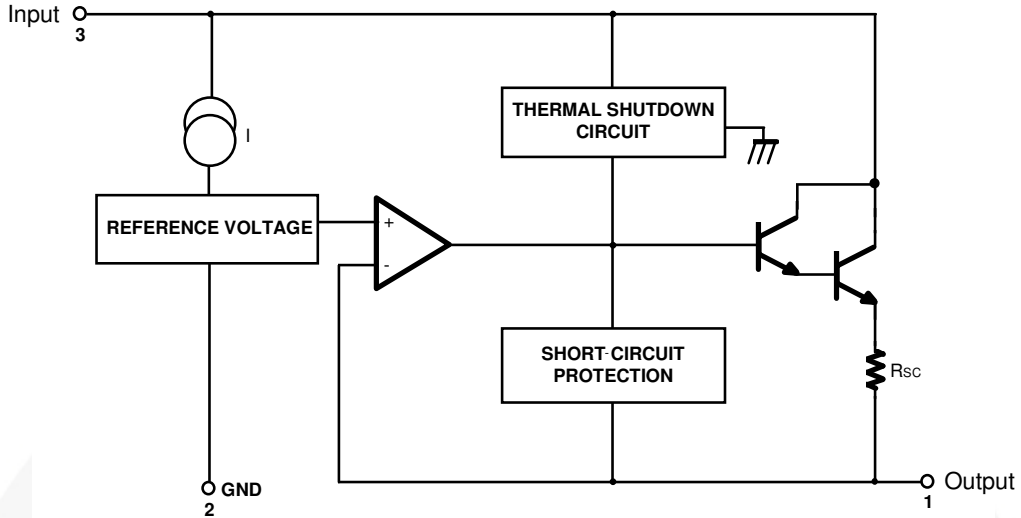 Input
3
THERMAL SHUTDOWN
CIRCUIT
I
REFERENCE VOLTAGE
+
-
SHORT-CIRCUIT
PROTECTION
RSC
GND
2
Output
1